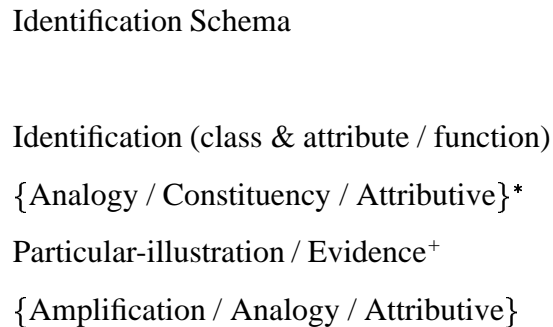 Identification Schema
Identification (class & attribute / function)
{Analogy / Constituency / Attributive}*
Particular-illustration / Evidence⁺
{Amplification / Analogy / Attributive}